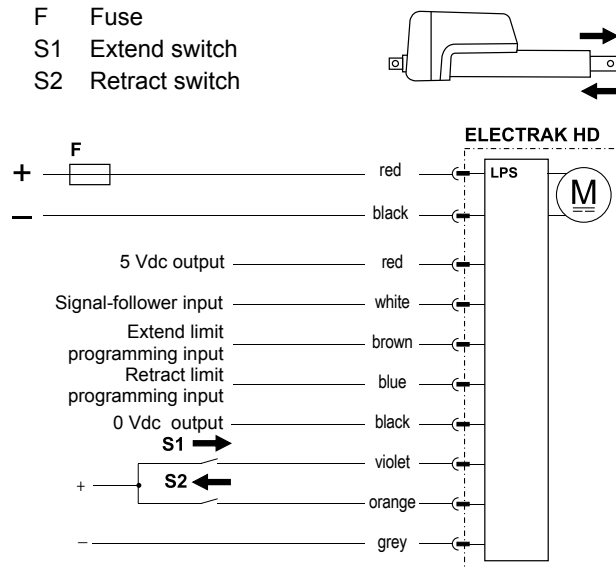 F Fuse
S1 Extend switch
S2 Retract switch
ELECTRAK HD
F
+ red LPS
M
– black
5 Vdc output red
Signal-follower input white
Extend limit
programming input brown
Retract limit
programming input blue
0 Vdc output black
S1
violet
S2
+
orange
– grey